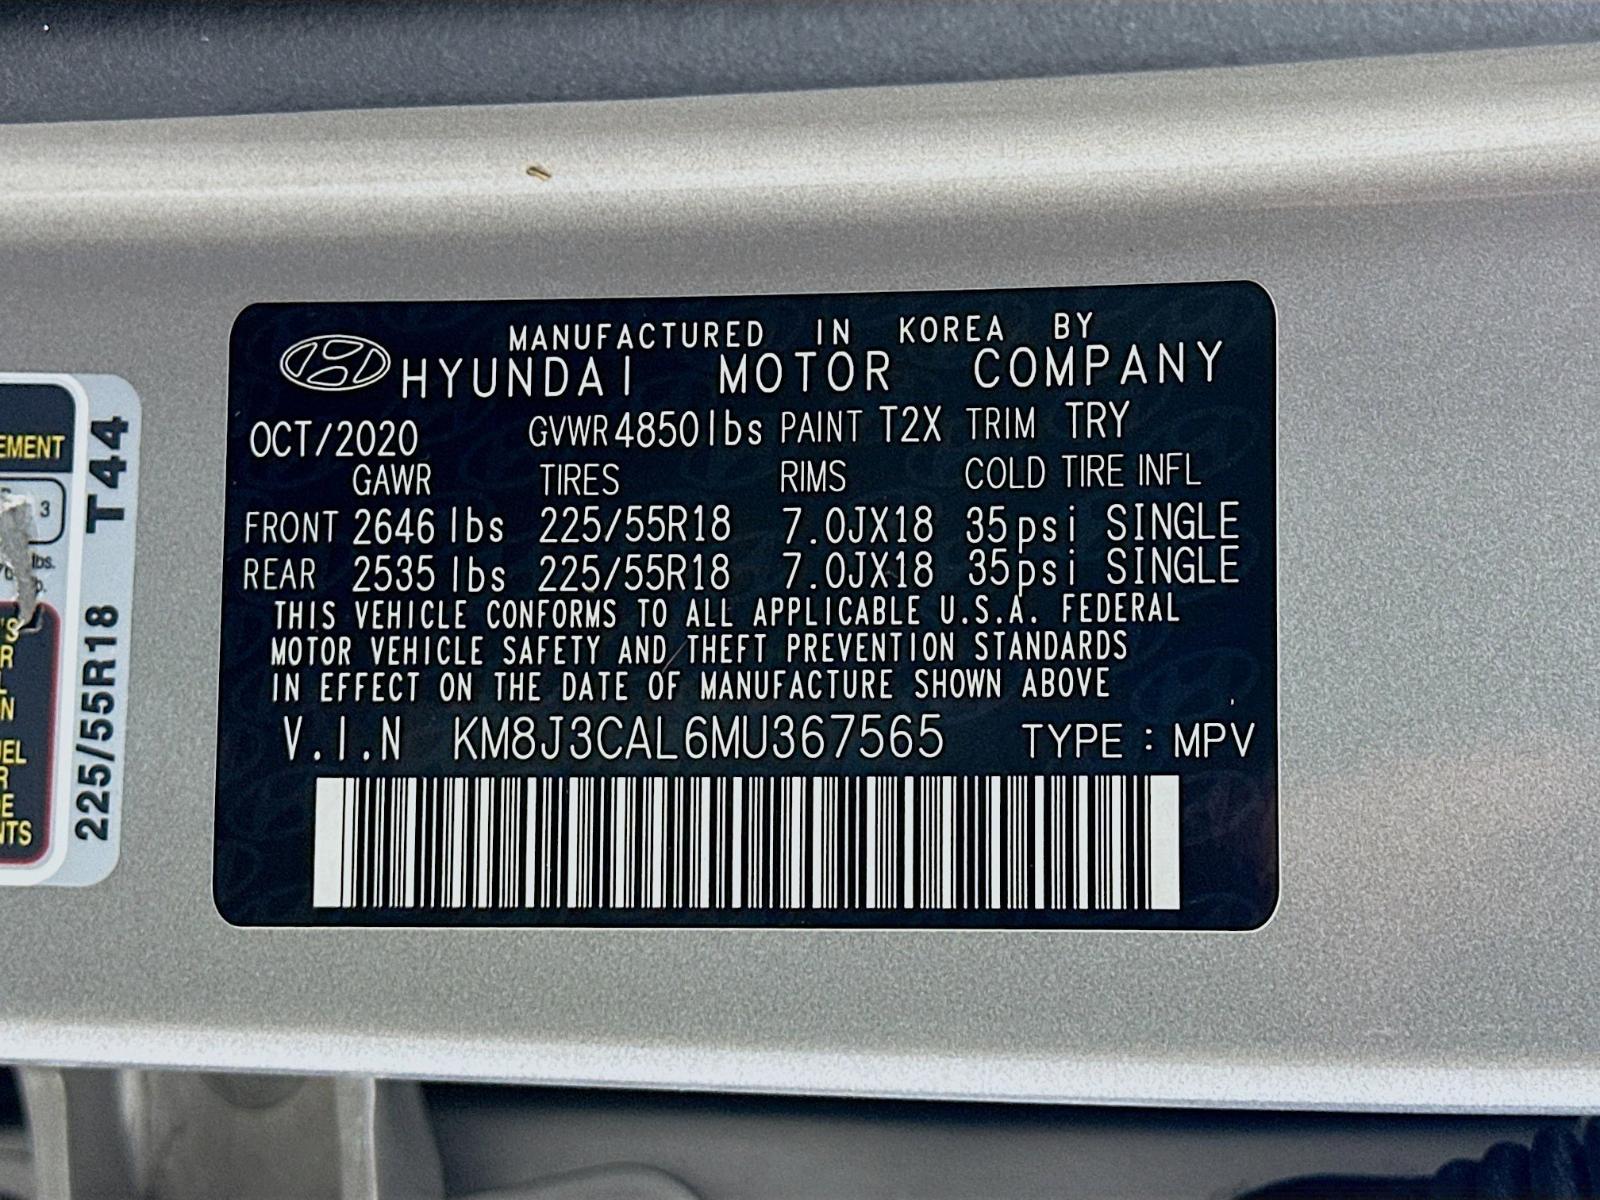 MANUFACTURED IN KOREA BY
HYUNDAI MOTOR COMPANY
OCT/2020 GVWR 4850lbs PAINT T2X TRIM TRY
GAWR TIRES RIMS COLD TIRE INFL
FRONT 2646 lbs 225/55R18 7.0JX18 35psi SINGLE
REAR 2535 lbs 225/55R18 7.0JX18 35psi SINGLE
THIS VEHICLE CONFORMS TO ALL APPLICABLE U.S.A. FEDERAL
MOTOR VEHICLE SAFETY AND THEFT PREVENTION STANDARDS
IN EFFECT ON THE DATE OF MANUFACTURE SHOWN ABOVE
V.I.N KM8J3CAL6MU367565 TYPE : MPV
225/55R18 T44
3
lbs.